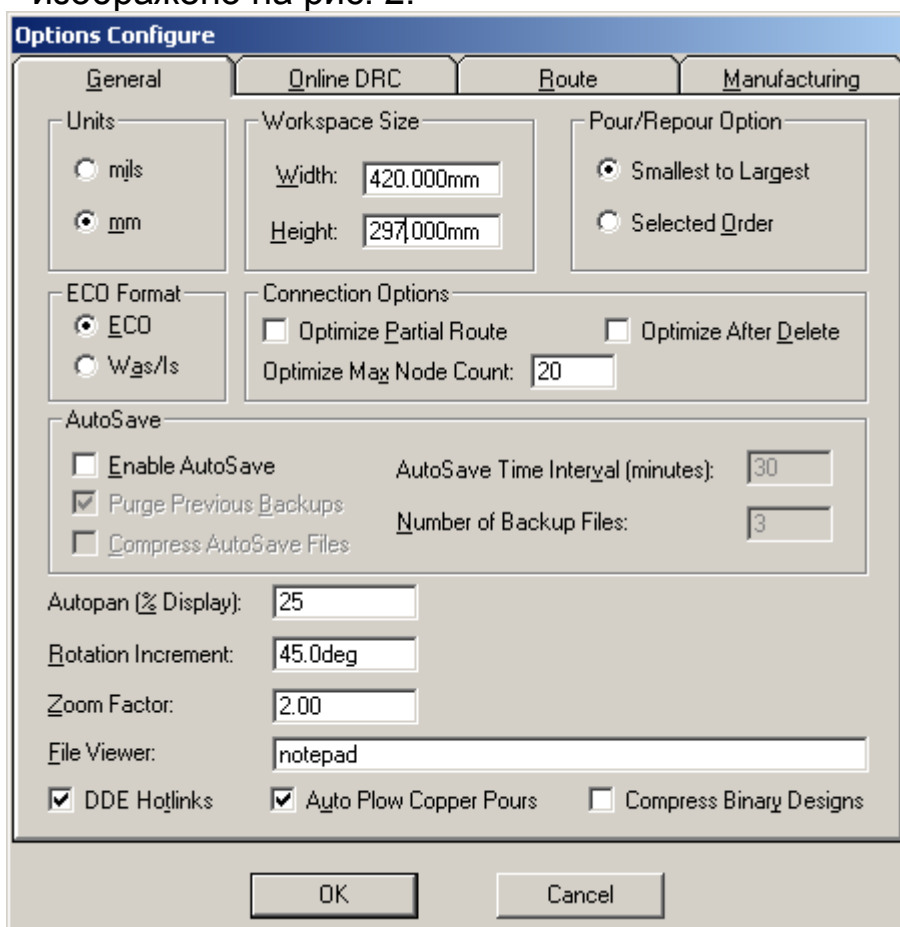 изображено на рис. 2.
Options Configure
General Online DRC Route Manufacturing
Units
mils
mm
Workspace Size
Width: 420.000mm
Height: 297.000mm
Pour/Repour Option
Smallest to Largest
Selected Order
ECO Format
ECO
Was/Is
Connection Options
Optimize Partial Route Optimize After Delete
Optimize Max Node Count: 20
AutoSave
Enable AutoSave
Purge Previous Backups
Compress AutoSave Files
AutoSave Time Interval (minutes): 30
Number of Backup Files: 3
Autopan (% Display): 25
Rotation Increment: 45.0deg
Zoom Factor: 2.00
File Viewer: notepad
DDE Hotlinks Auto Plow Copper Pours Compress Binary Designs
OK Cancel